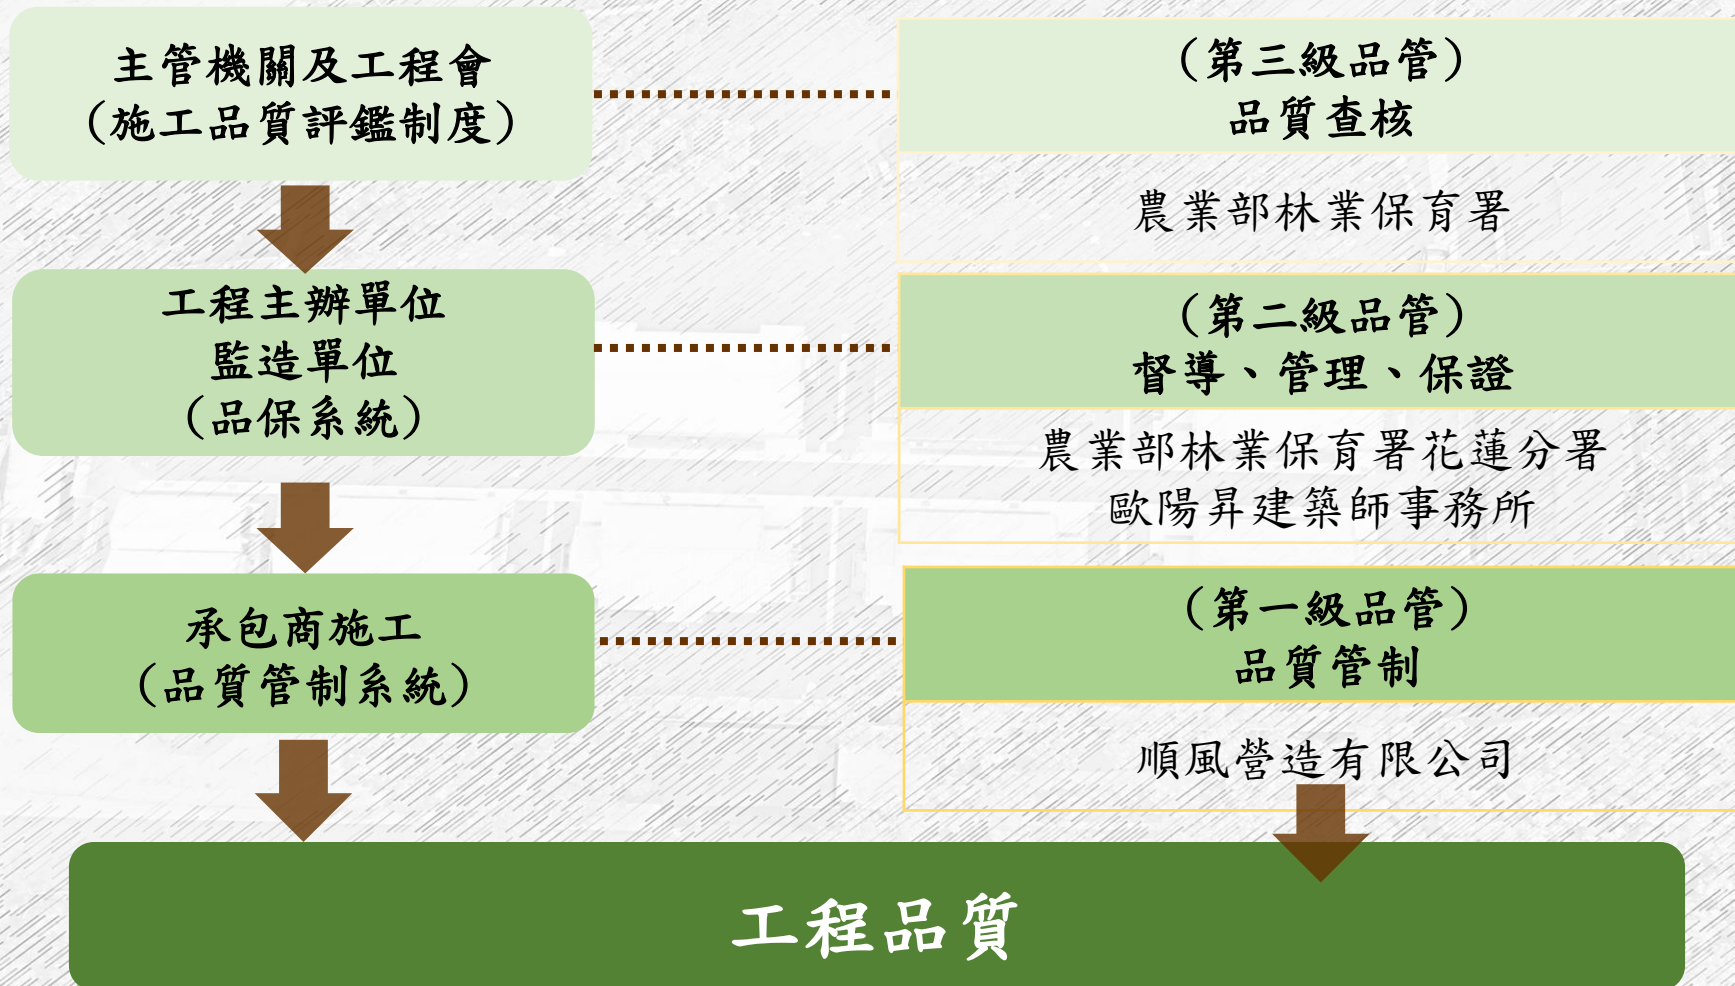 主管機關及工程會
（施工品質評鑑制度）
（第三級品管）
品質查核
農業部林業保育署
工程主辦單位
監造單位
（品保系統）
（第二級品管）
督導、管理、保證
農業部林業保育署花蓮分署
歐陽昇建築師事務所
承包商施工
（品質管制系統）
（第一級品管）
品質管制
順風營造有限公司
工程品質